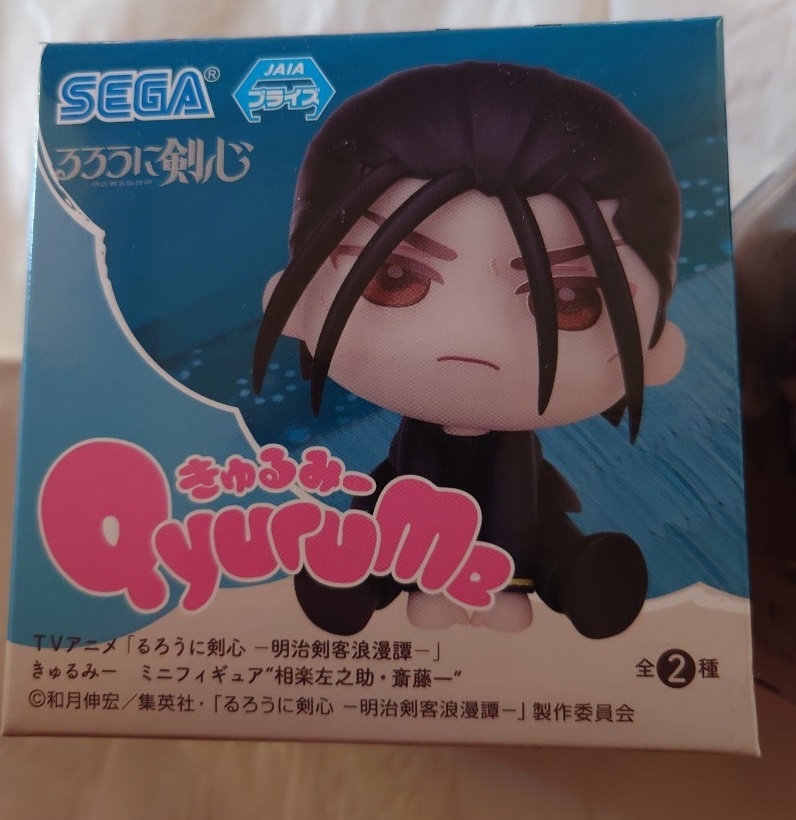 SEGA®
JAIA
プライズ
るろうに剣心
きゅるみー
QyuruMe
TVアニメ「るろうに剣心 －明治剣客浪漫譚－」
きゅるみー ミニフィギュア“相楽左之助・斎藤一”
全2種
©和月伸宏／集英社・「るろうに剣心 －明治剣客浪漫譚－」製作委員会